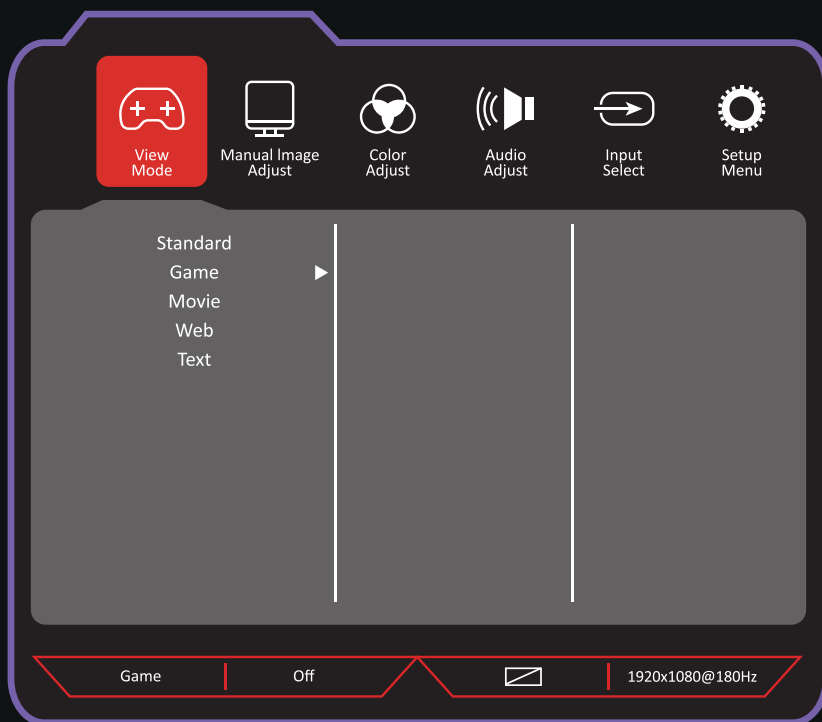 View
Mode
Manual Image
Adjust
Color
Adjust
Audio
Adjust
Input
Select
Setup
Menu
Standard
Game
Movie
Web
Text
Game
Off
1920x1080@180Hz